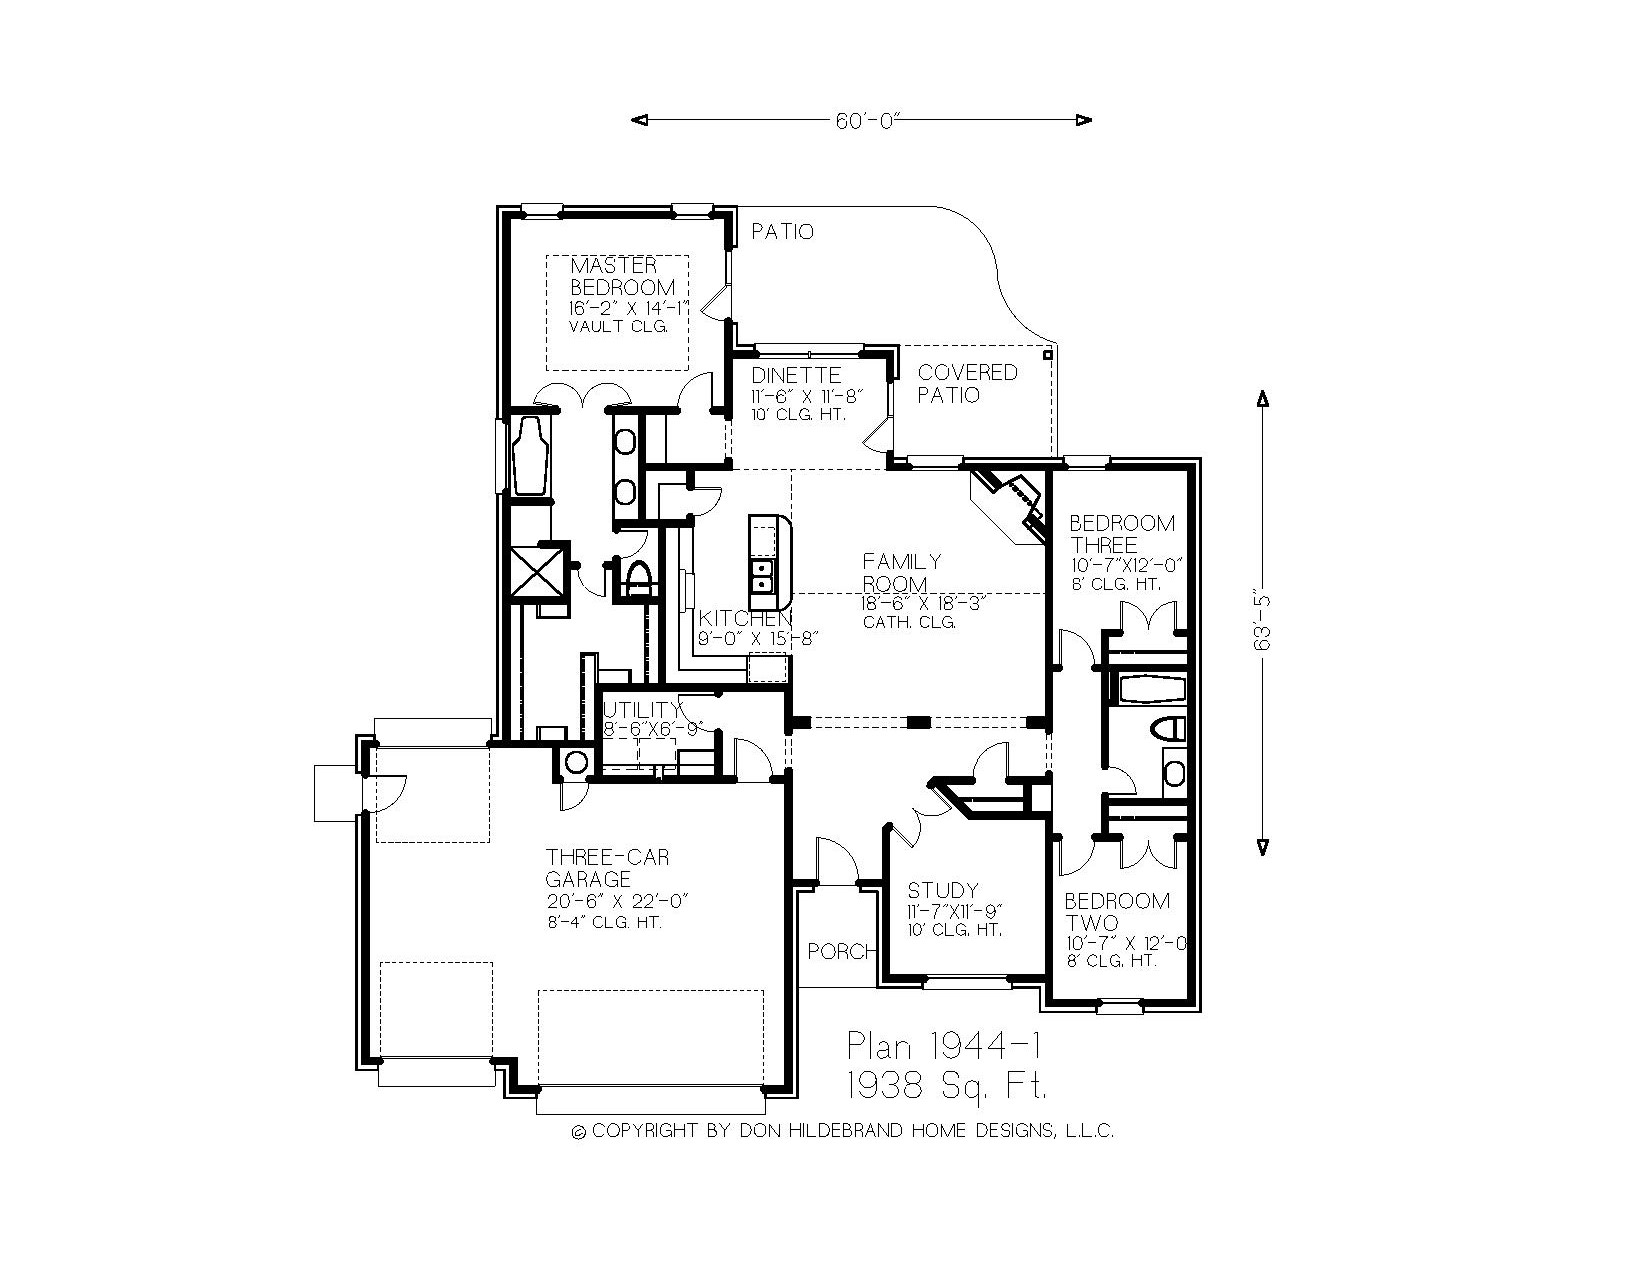 60'-0"
PATIO
MASTER
BEDROOM
16'-2" X 14'-1"
VAULT CLG.
DINETTE
11'-6" X 11'-8"
10' CLG. HT.
COVERED
PATIO
63'-5"
BEDROOM
THREE
10'-7"X12'-0"
8' CLG. HT.
FAMILY
ROOM
18'-6" X 18'-3"
CATH. CLG.
KITCHEN
9'-0" X 15'-8"
UTILITY
8'-6"X6'-9"
THREE-CAR
GARAGE
20'-6" X 22'-0"
8'-4" CLG. HT.
STUDY
11'-7"X11'-9"
10' CLG. HT.
BEDROOM
TWO
10'-7" X 12'-0
8' CLG. HT.
PORCH
Plan 1944-1
1938 Sq. Ft.
© COPYRIGHT BY DON HILDEBRAND HOME DESIGNS, L.L.C.